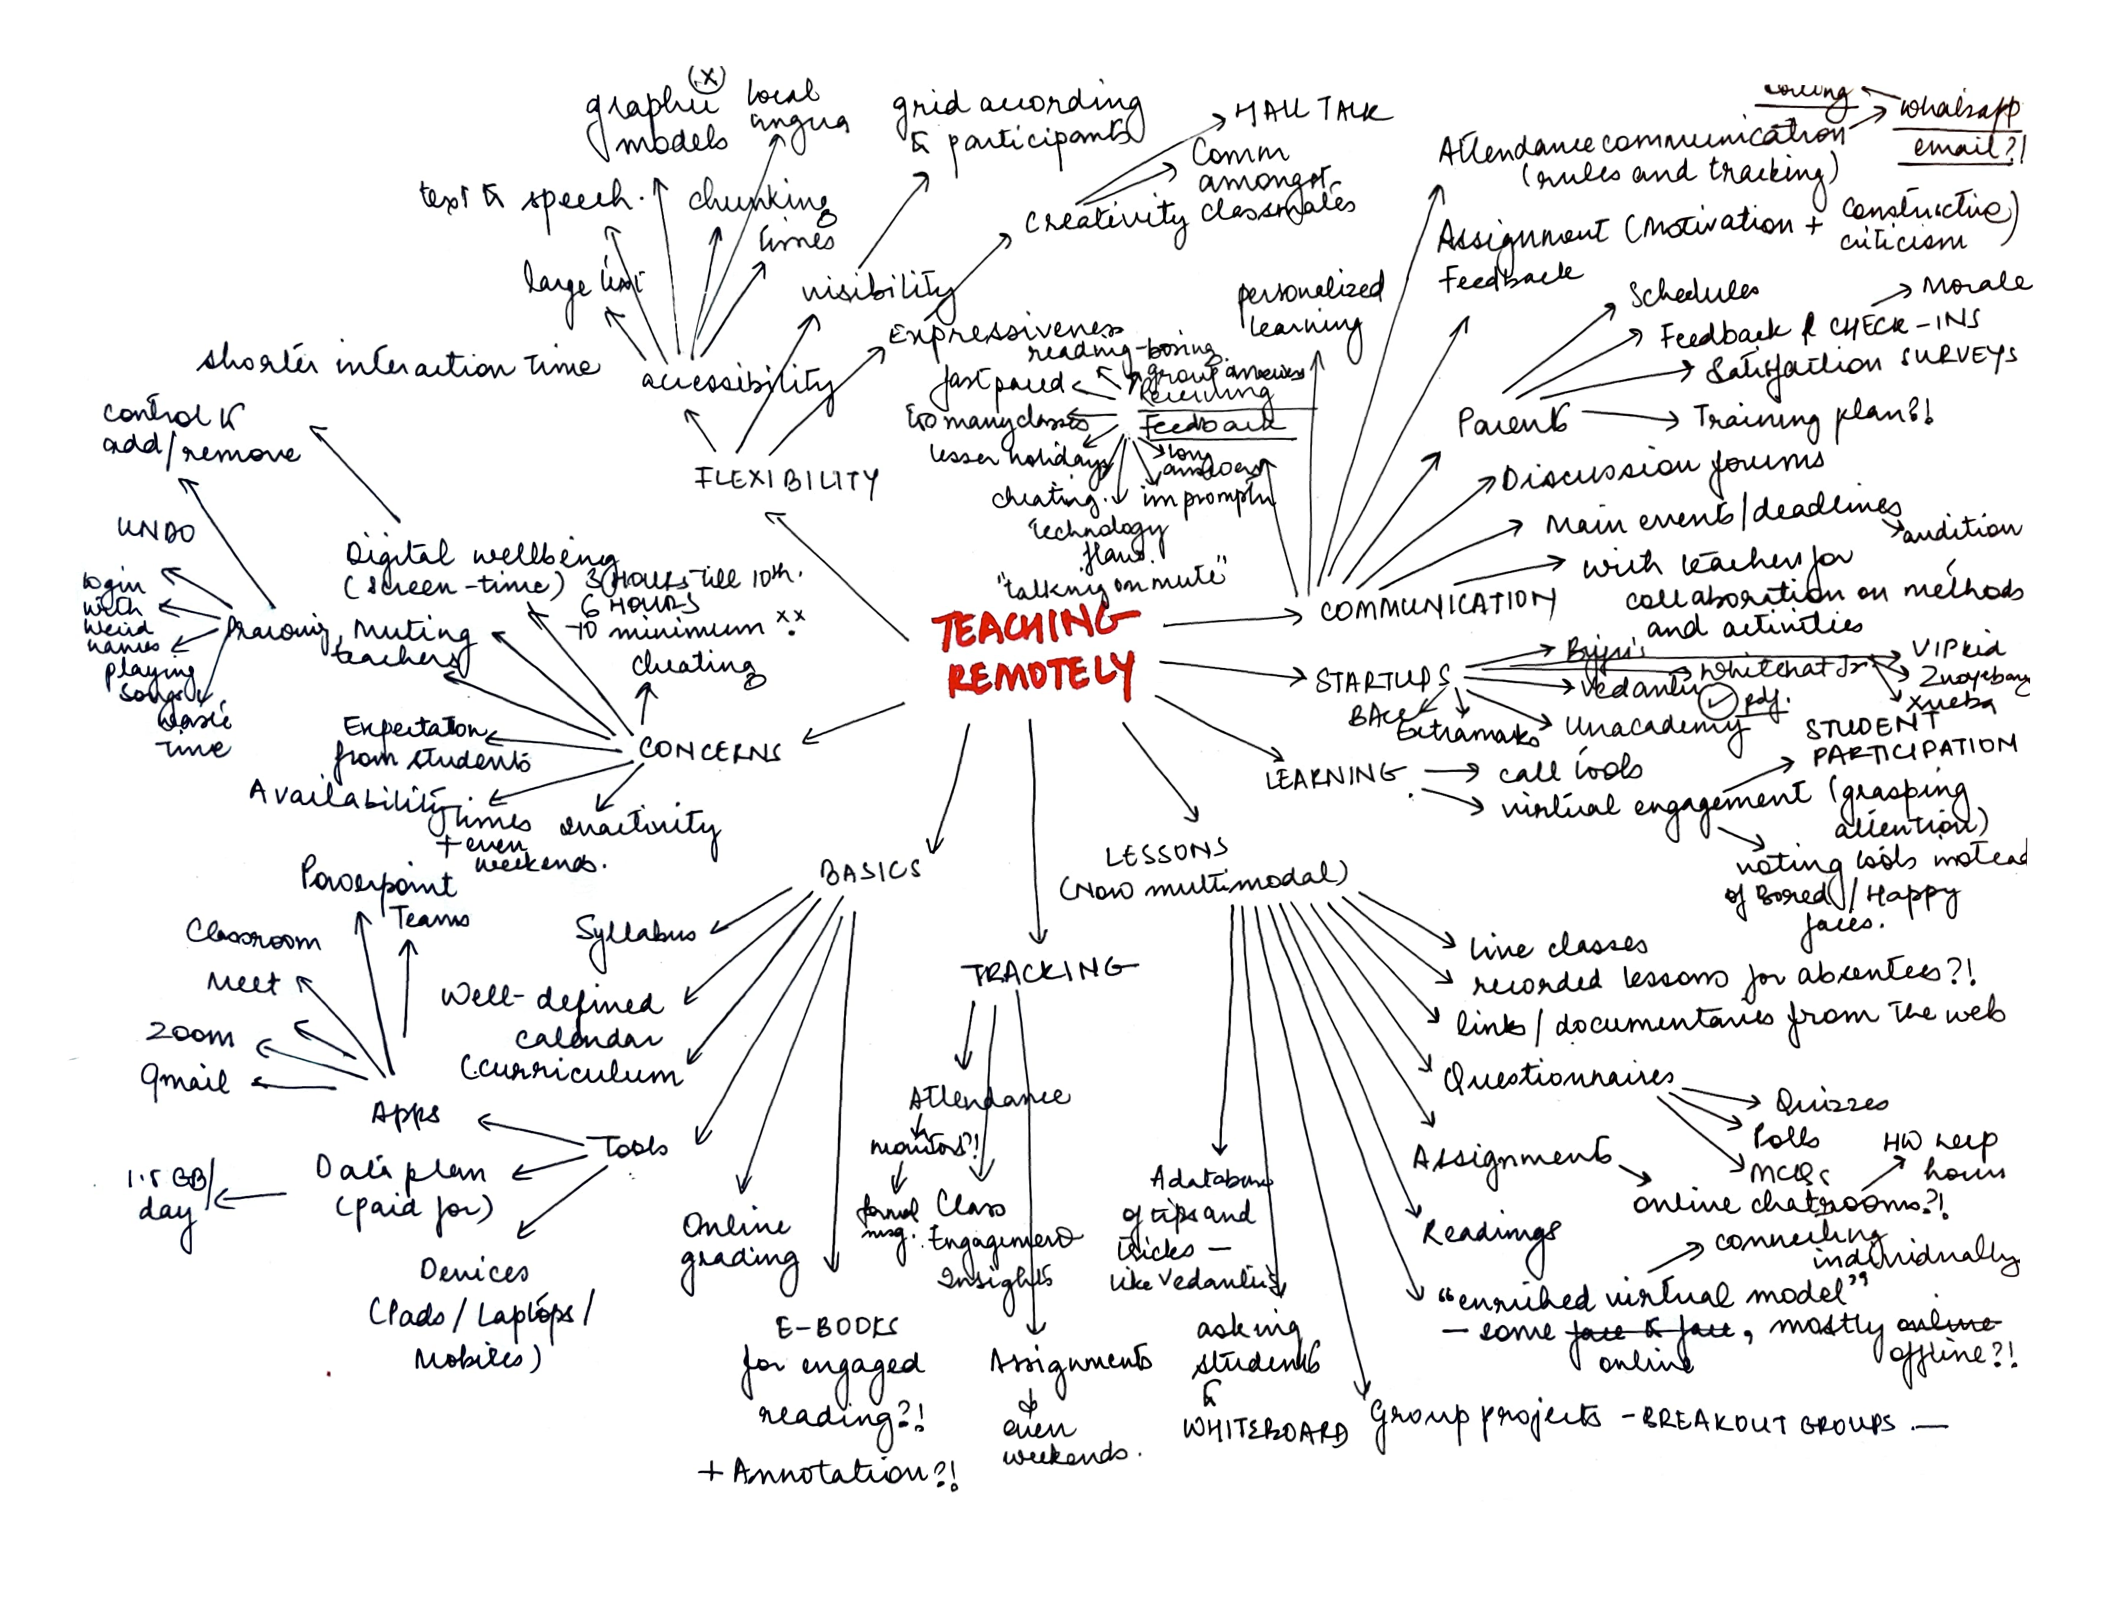 TEACHING
REMOTELY
FLEXIBILITY
accessibility
shorter interaction time
large text
text to speech.
graphic (x)
models
local
lingua
chunking
times
visibility
grid according
to participants
Expressiveness
creativity
HALL TALK
Comm
amongst
classmates
COMMUNICATION
Receiving
Feedback
reading-boring
group answers
fast paced
too many classes
lesser holidays
cheating.
technology
flaws.
"talking on mute"
long
answers
impromptu
personalized
learning
Attendance communication
(rules and tracking)
whatsapp
email?!
Assignment (Motivation + constructive
criticism)
Feedback
Parents
Schedules
Feedback & CHECK-INS
Morale
Satisfaction SURVEYS
Training plan?!
Discussion forums
Main events/deadlines
audition
with teachers for
collaboration on methods
and activities
STARTUPS
Byju's
Whitehat Jr
VIPkid
Zuoyebang
Xueba
Vedantu
pdf.
Unacademy
Extramarks
LEARNING
call tools
virtual engagement (grasping
attention)
STUDENT
PARTICIPATION
voting tools instead
of Bored/Happy
faces.
LESSONS
(Now multimodal)
live classes
recorded lessons for absentees?!
links/documentaries from the web
Questionnaires
Quizzes
Polls
MCQs
Assignments
online chatrooms?!
HW help
hours
Readings
"enriched virtual model"
connecting
individually
— some face to face, mostly online
online offline?!
Group projects - BREAKOUT GROUPS —
asking
students
to
WHITEBOARD
A database
of tips and
tricks —
like Vedantu's
TRACKING
Attendance
monitors?!
formal
msg.
Class
Engagement
Insights
Assignments
even
weekends.
BASICS
Syllabus
Well-defined
calendar
Curriculum
Tools
Apps
Powerpoint
Teams
Classroom
Meet
Zoom
Gmail
Data plan
(paid for)
1.5 GB/
day
Devices
(Pads/Laptops/
Mobiles)
Online
grading
E-BOOKS
for engaged
reading?!
+ Annotation?!
CONCERNS
cheating
Digital wellbeing
(screen-time)
3 HOURS till 10th.
6 HOURS
minimum xx
control to
add/remove
Muting
teachers
UNDO
login
with
weird
names
playing
songs
waste
time
Expectation
from students
Availability
times
+ even
weekends.
Inactivity